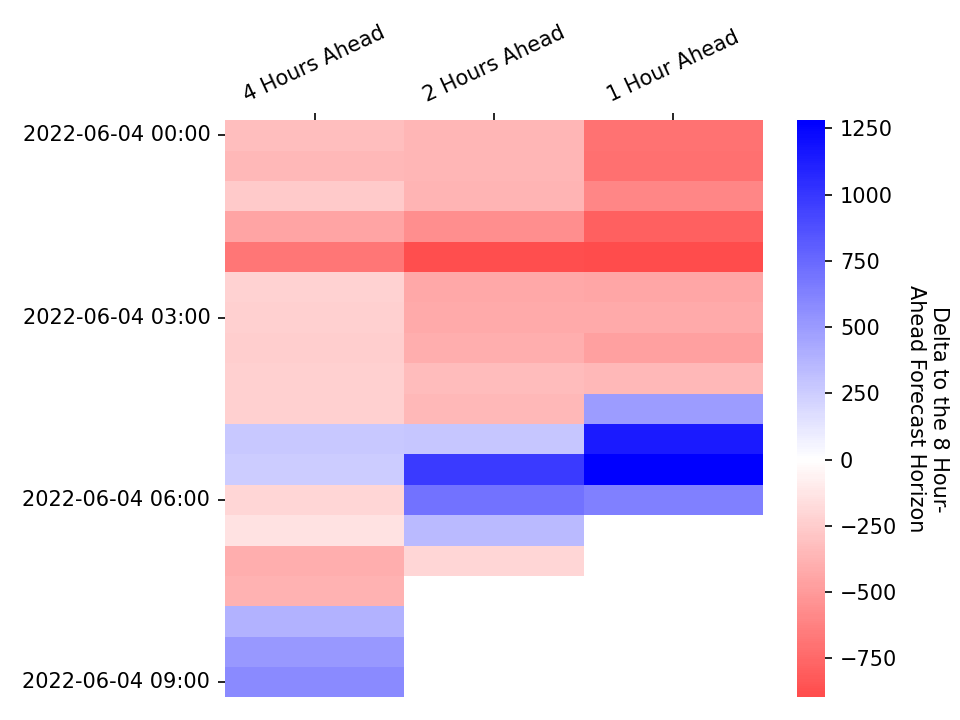 4 Hours Ahead
2 Hours Ahead
1 Hour Ahead
2022-06-04 00:00
2022-06-04 03:00
2022-06-04 06:00
2022-06-04 09:00
1250
1000
750
500
250
0
−250
−500
−750
Delta to the 8 Hour-
Ahead Forecast Horizon